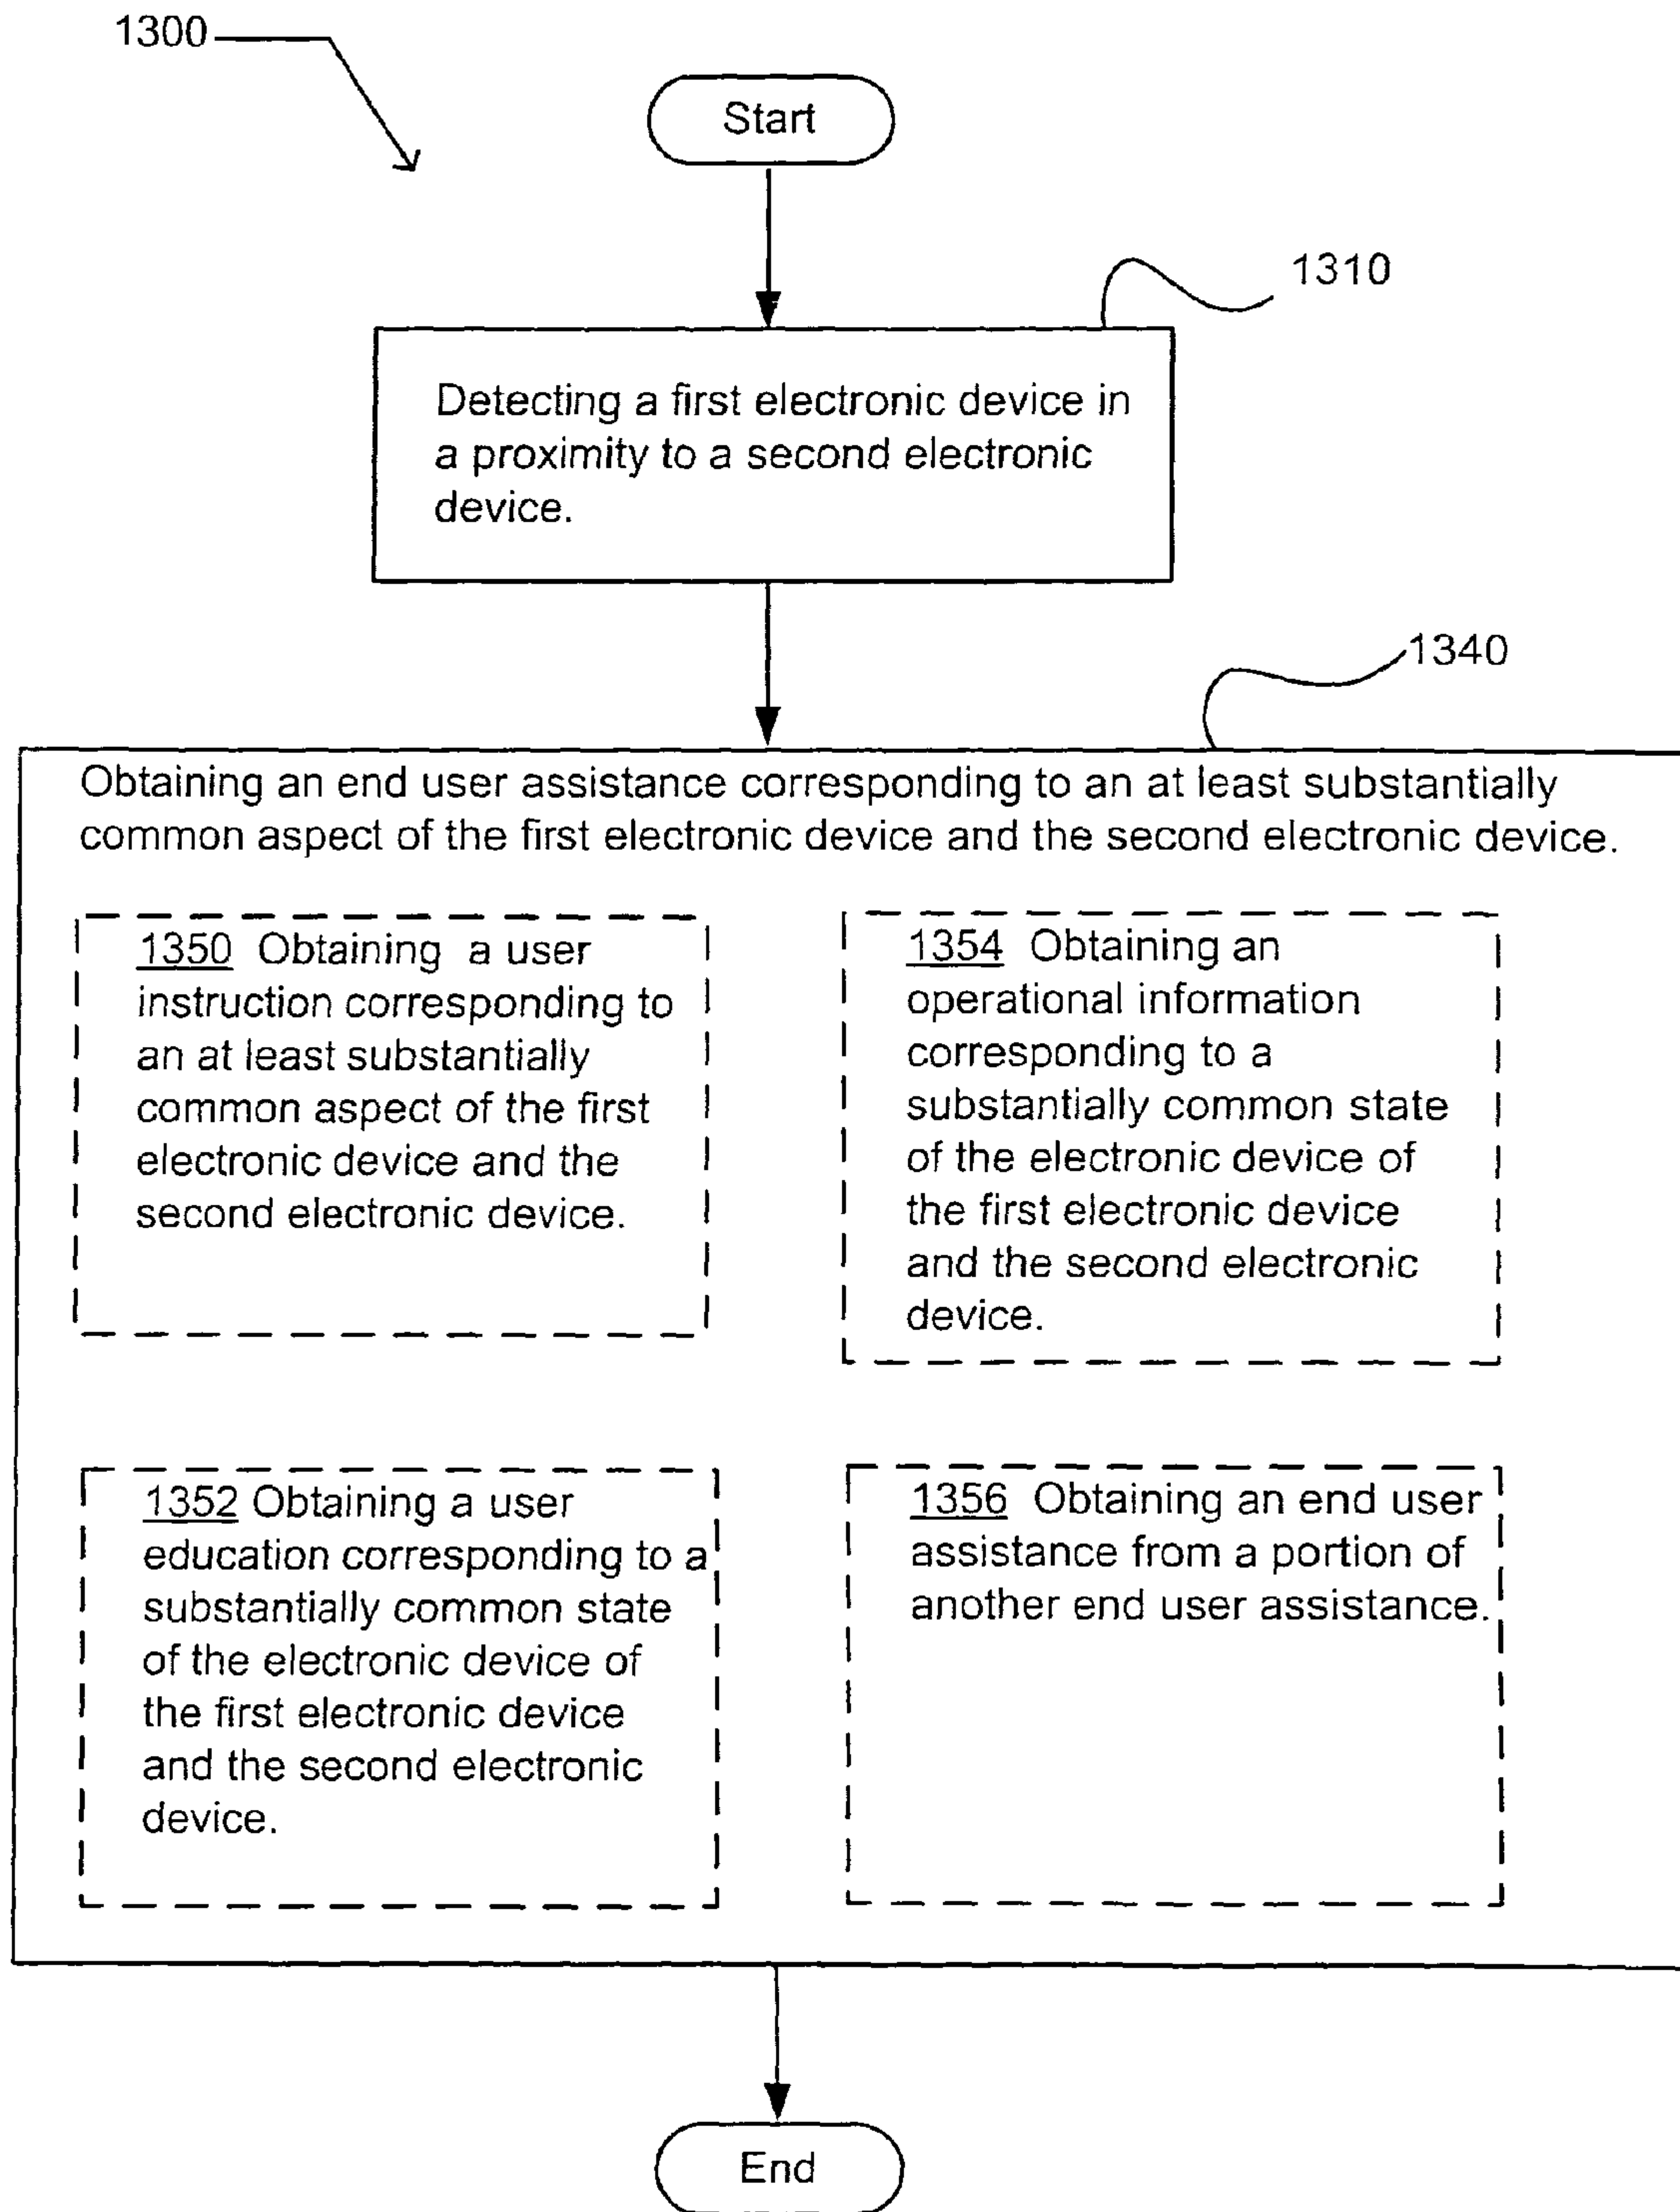 1300
Start
1310
Detecting a first electronic device in
a proximity to a second electronic
device.
1340
Obtaining an end user assistance corresponding to an at least substantially
common aspect of the first electronic device and the second electronic device.
1350 Obtaining a user
instruction corresponding to
an at least substantially
common aspect of the first
electronic device and the
second electronic device.
1354 Obtaining an
operational information
corresponding to a
substantially common state
of the electronic device of
the first electronic device
and the second electronic
device.
1352 Obtaining a user
education corresponding to a
substantially common state
of the electronic device of
the first electronic device
and the second electronic
device.
1356 Obtaining an end user
assistance from a portion of
another end user assistance.
End